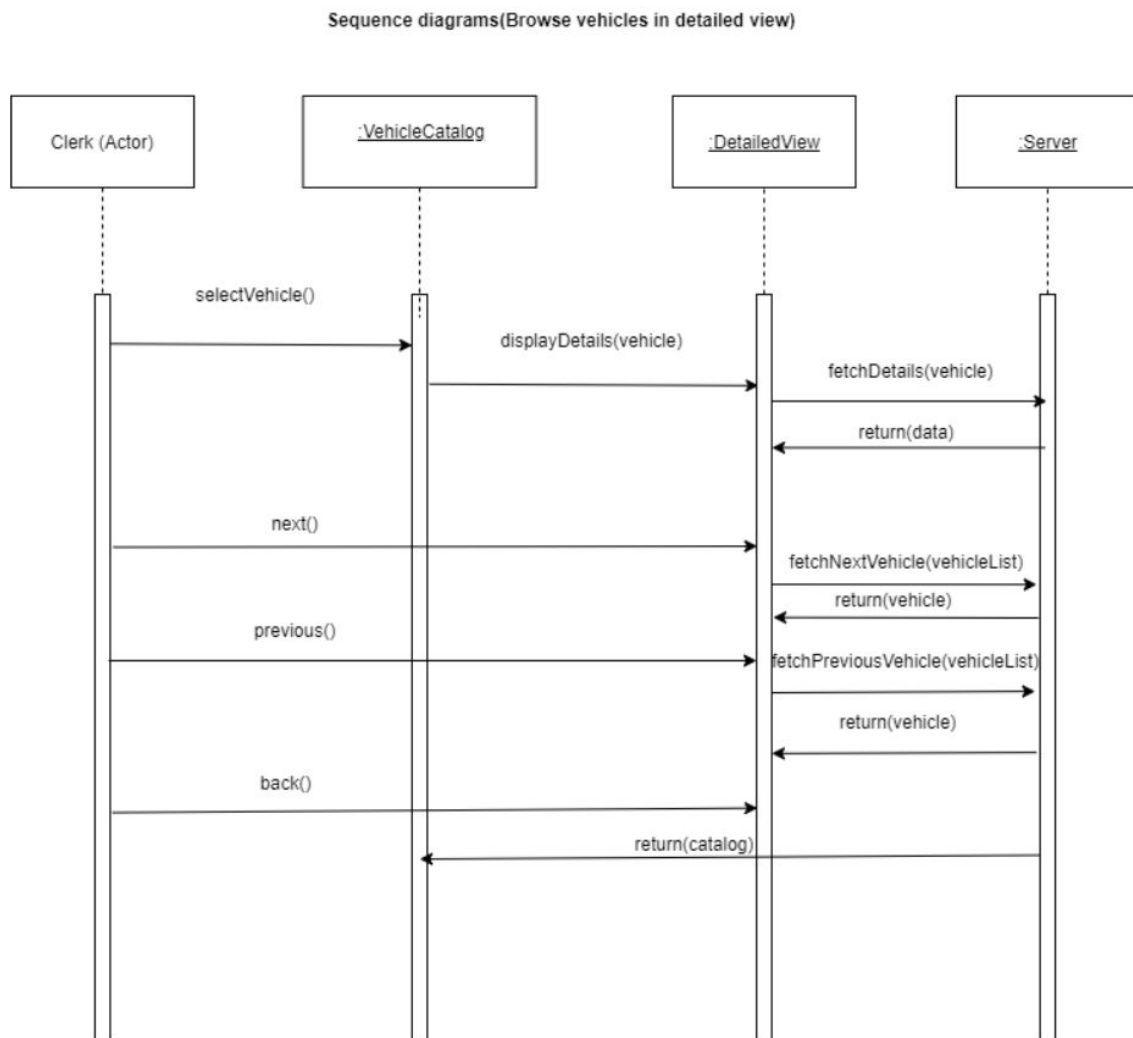 Sequence diagrams(Browse vehicles in detailed view)
Clerk (Actor)
:VehicleCatalog
:DetailedView
:Server
selectVehicle()
displayDetails(vehicle)
fetchDetails(vehicle)
return(data)
next()
fetchNextVehicle(vehicleList)
return(vehicle)
previous()
fetchPreviousVehicle(vehicleList)
return(vehicle)
back()
return(catalog)